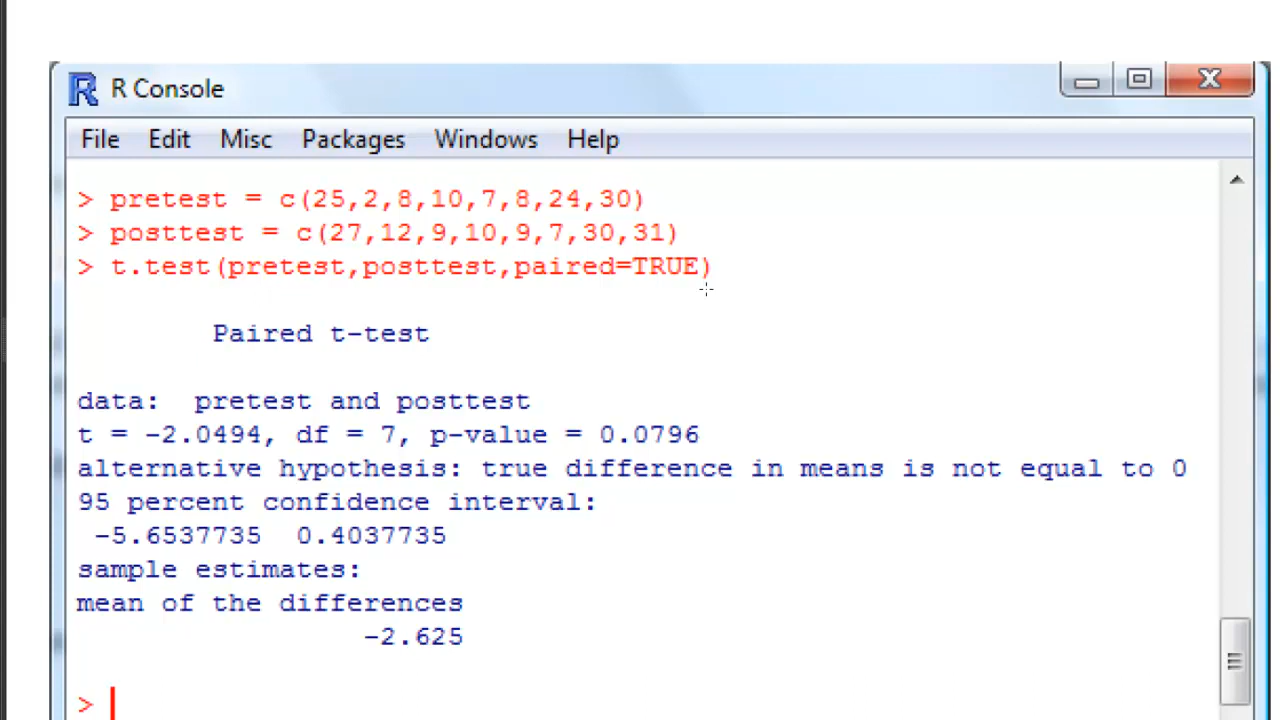 R Console
File Edit Misc Packages Windows Help
> pretest = c(25,2,8,10,7,8,24,30)
> posttest = c(27,12,9,10,9,7,30,31)
> t.test(pretest,posttest,paired=TRUE)
Paired t-test
data: pretest and posttest
t = -2.0494, df = 7, p-value = 0.0796
alternative hypothesis: true difference in means is not equal to 0
95 percent confidence interval:
-5.6537735 0.4037735
sample estimates:
mean of the differences
-2.625
>